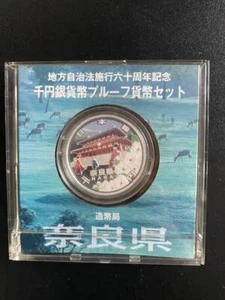 地方自治法施行六十周年記念
千円銀貨幣プルーフ貨幣セット
造幣局
奈良県